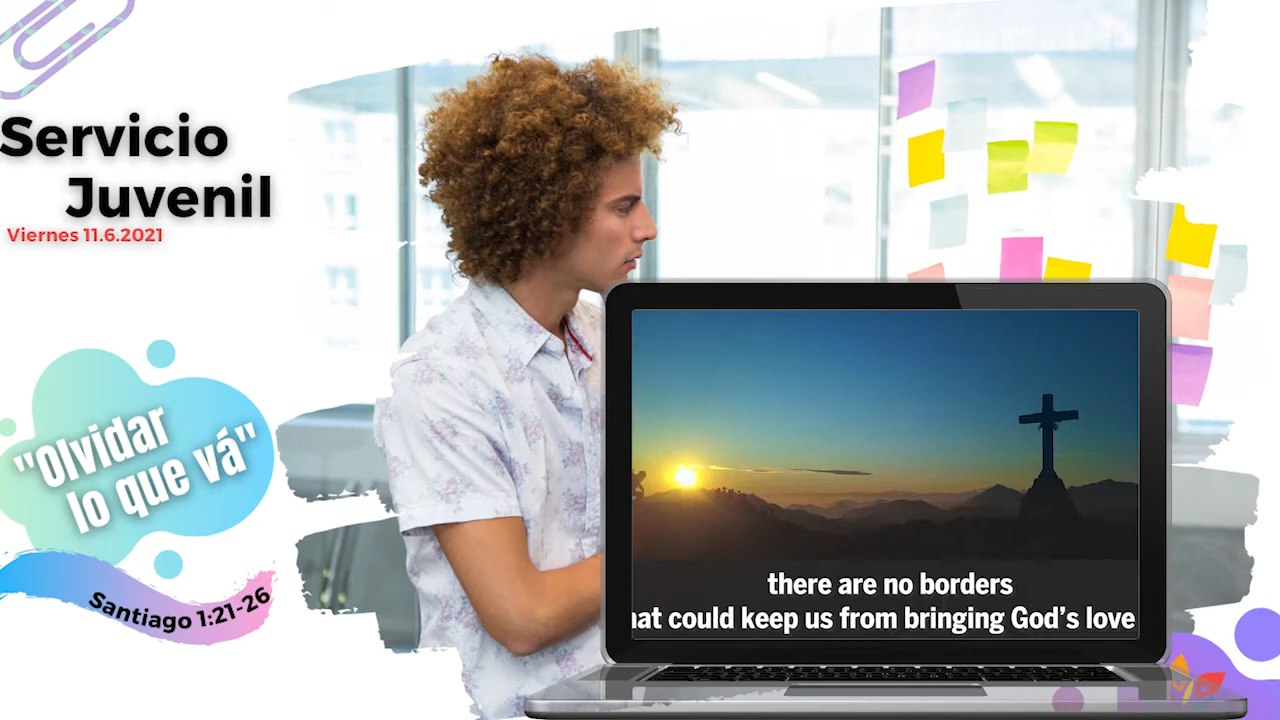 Servicio
Juvenil
Viernes 11.6.2021
"Olvidar
lo que vá"
Santiago 1:21-26
there are no borders
could keep us from bringing God's love